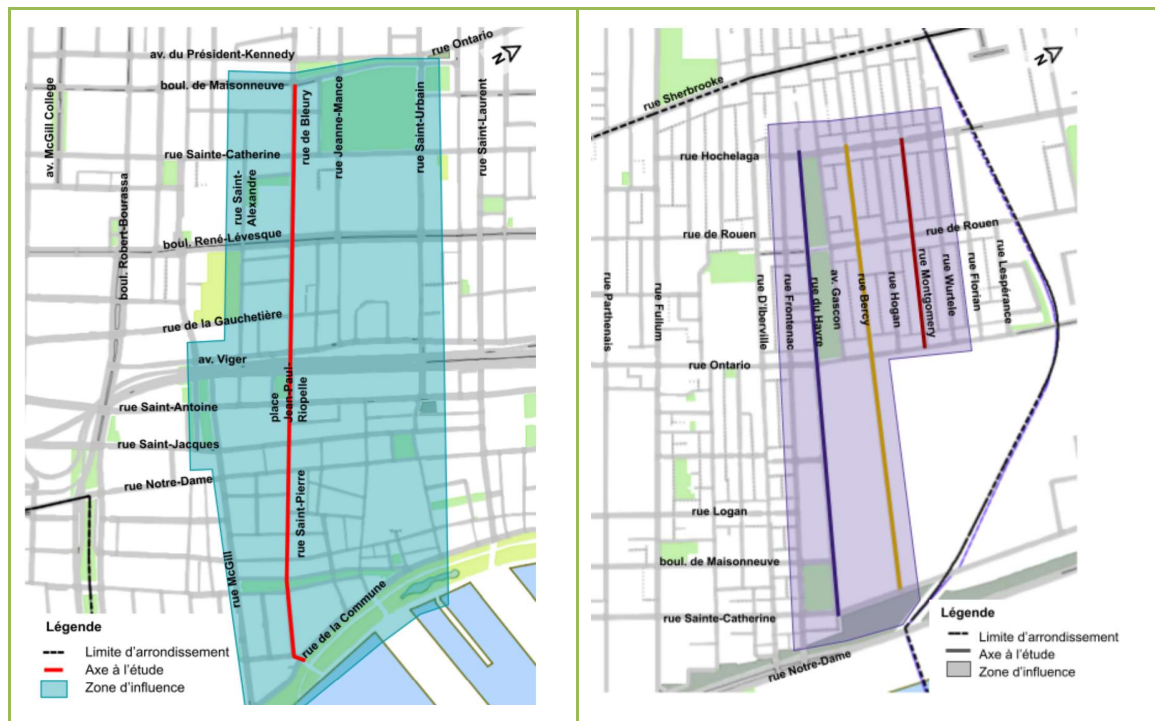 rue Ontario
av. du Président-Kennedy
N
boul. de Maisonneuve
av. McGill College
rue de Bleury
rue Jeanne-Mance
rue Saint-Urbain
rue Saint-Laurent
rue Sainte-Catherine
rue Saint-
Alexandre
boul. Robert-Bourassa
boul. René-Lévesque
rue de la Gauchetière
av. Viger
place
Jean-Paul-
Riopelle
rue Saint-Antoine
rue Saint-Jacques
rue Notre-Dame
rue Saint-Pierre
rue McGill
rue de la Commune
Légende
Limite d'arrondissement
Axe à l'étude
Zone d'influence
N
rue Sherbrooke
rue Hochelaga
rue de Rouen
rue de Rouen
rue Parthenais
rue Fullum
rue D'Iberville
rue Frontenac
rue du Havre
av. Gascon
rue Bercy
rue Hogan
rue Montgomery
rue Wurtele
rue Florian
rue Lespérance
rue Ontario
rue Logan
boul. de Maisonneuve
rue Sainte-Catherine
rue Notre-Dame
Légende
Limite d'arrondissement
Axe à l'étude
Zone d'influence